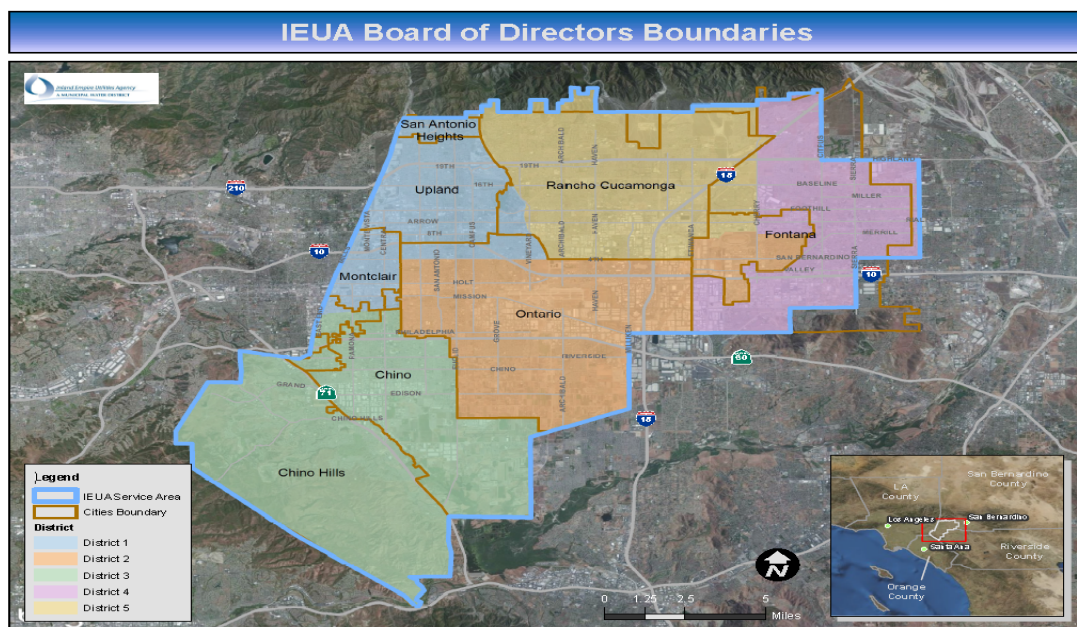 IEUA Board of Directors Boundaries
Inland Empire Utilities Agency
A MUNICIPAL WATER DISTRICT
San Antonio
Heights
19TH
19TH
ARCHBALD
HAVEN
CITRUS
SIERRA
HIGHLAND
210
Upland
16TH
Rancho Cucamonga
15
BASELINE
MILLER
CHERRY
FOOTHILL
ARROW
8TH
MONTE VISTA
CENTRAL
CAMPUS
VINEYARD
ARCHIBALD
HAVEN
Fontana
MERRILL
10
4TH
SAN BERNARDINO
VALLEY
SIERRA
10
Montclair
SAN ANTONIO
HOLT
MISSION
HAVEN
Ontario
GROVE
PHILADELPHIA
RAMONA
EUCLID
RIVERSIDE
MILLIKEN
60
Chino
CHINO
GRAND
71
EDISON
ARCHIBALD
CHINO HILLS
15
Chino Hills
Legend
IEUA Service Area
Cities Boundary
District
District 1
District 2
District 3
District 4
District 5
N
0 1.25 2.5 5
Miles
San Bernardino
County
LA
County
Los Angeles
San Bernardino
Santa Ana
Riverside
County
Orange
County